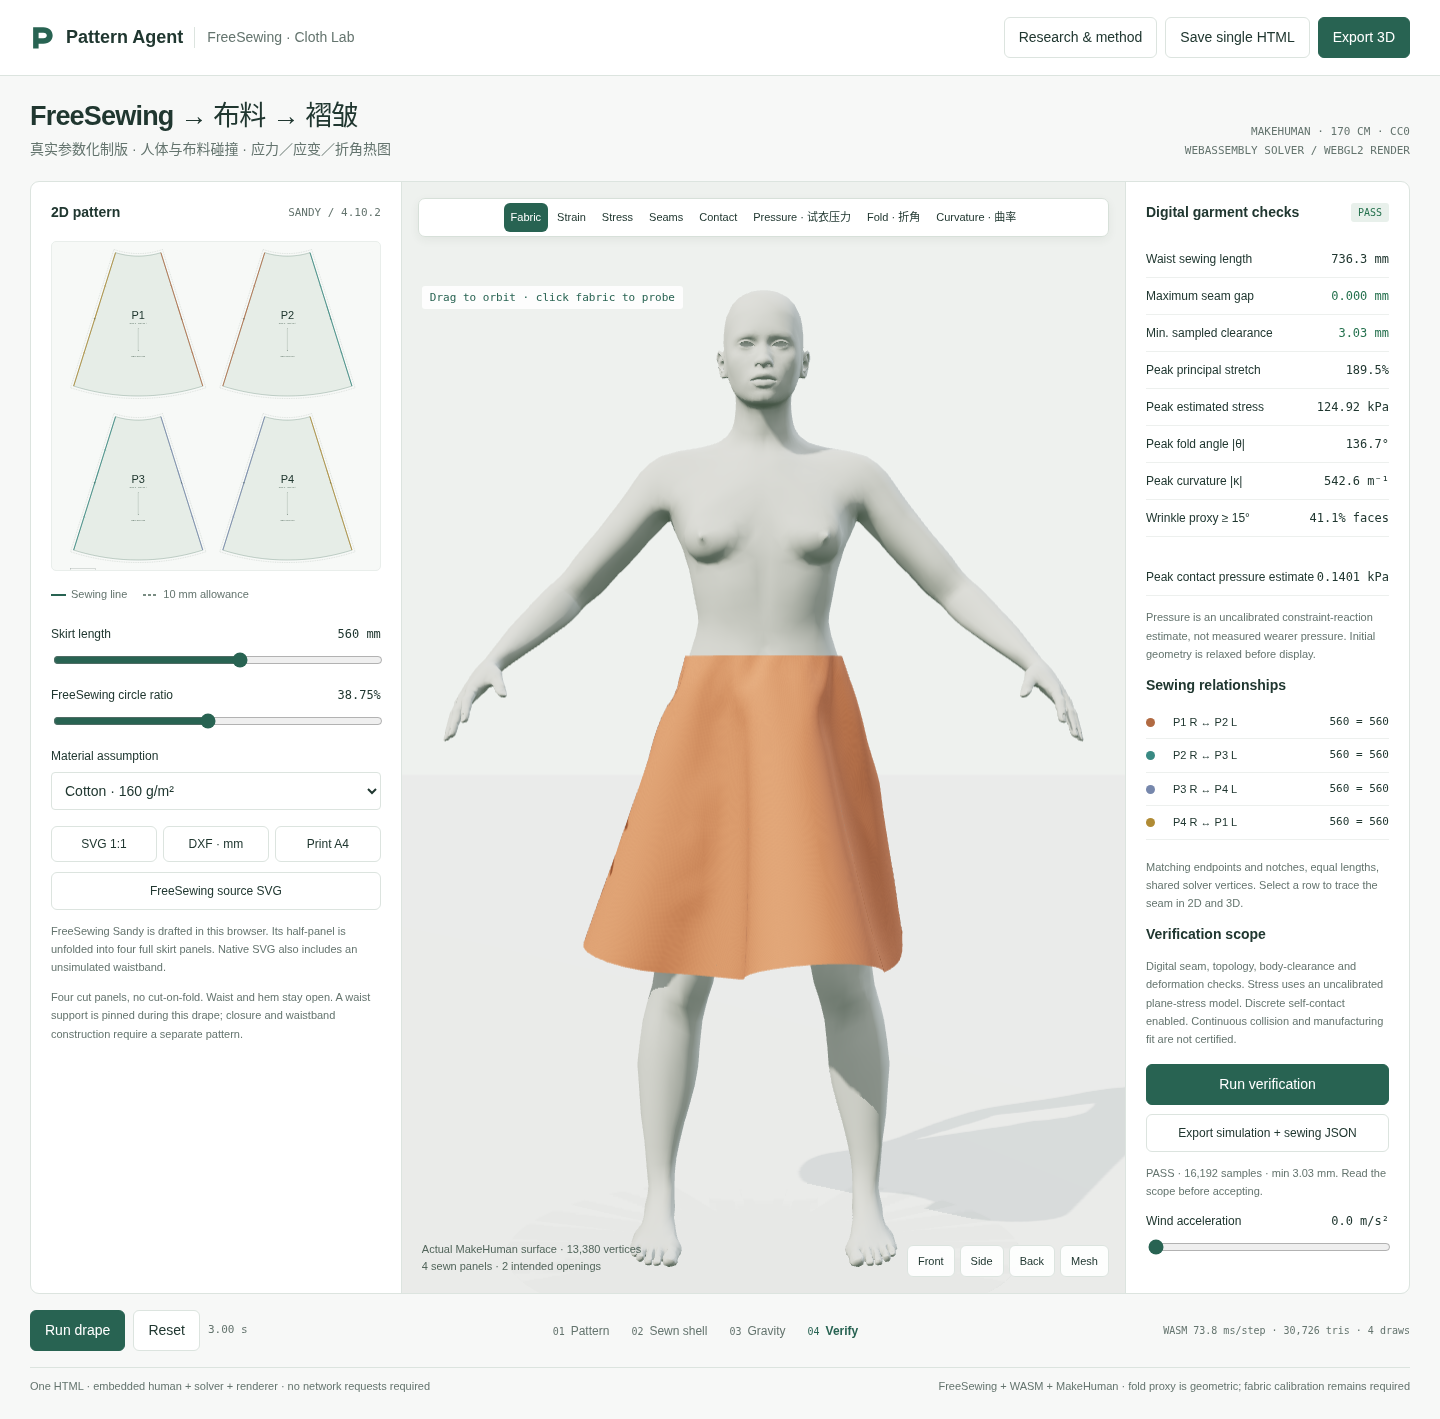 Pattern Agent
FreeSewing · Cloth Lab
Research & method
Save single HTML
Export 3D
FreeSewing → 布料 → 褶皱
真实参数化制版 · 人体与布料碰撞 · 应力／应变／折角热图
MAKEHUMAN · 170 CM · CC0
WEBASSEMBLY SOLVER / WEBGL2 RENDER
2D pattern
SANDY / 4.10.2
P1
P2
P3
P4
Sewing line
10 mm allowance
Skirt length
560 mm
FreeSewing circle ratio
38.75%
Material assumption
Cotton · 160 g/m²
SVG 1:1
DXF · mm
Print A4
FreeSewing source SVG
FreeSewing Sandy is drafted in this browser. Its half-panel is
unfolded into four full skirt panels. Native SVG also includes an
unsimulated waistband.
Four cut panels, no cut-on-fold. Waist and hem stay open. A waist
support is pinned during this drape; closure and waistband
construction require a separate pattern.
Fabric
Strain
Stress
Seams
Contact
Pressure · 试衣压力
Fold · 折角
Curvature · 曲率
Drag to orbit · click fabric to probe
Actual MakeHuman surface · 13,380 vertices
4 sewn panels · 2 intended openings
Front
Side
Back
Mesh
Digital garment checks
PASS
Waist sewing length 736.3 mm
Maximum seam gap 0.000 mm
Min. sampled clearance 3.03 mm
Peak principal stretch 189.5%
Peak estimated stress 124.92 kPa
Peak fold angle |θ| 136.7°
Peak curvature |κ| 542.6 m⁻¹
Wrinkle proxy ≥ 15° 41.1% faces
Peak contact pressure estimate 0.1401 kPa
Pressure is an uncalibrated constraint-reaction
estimate, not measured wearer pressure. Initial
geometry is relaxed before display.
Sewing relationships
P1 R ↔ P2 L 560 = 560
P2 R ↔ P3 L 560 = 560
P3 R ↔ P4 L 560 = 560
P4 R ↔ P1 L 560 = 560
Matching endpoints and notches, equal lengths,
shared solver vertices. Select a row to trace the
seam in 2D and 3D.
Verification scope
Digital seam, topology, body-clearance and
deformation checks. Stress uses an uncalibrated
plane-stress model. Discrete self-contact
enabled. Continuous collision and manufacturing
fit are not certified.
Run verification
Export simulation + sewing JSON
PASS · 16,192 samples · min 3.03 mm. Read the
scope before accepting.
Wind acceleration 0.0 m/s²
Run drape
Reset
3.00 s
01 Pattern
02 Sewn shell
03 Gravity
04 Verify
WASM 73.8 ms/step · 30,726 tris · 4 draws
One HTML · embedded human + solver + renderer · no network requests required
FreeSewing + WASM + MakeHuman · fold proxy is geometric; fabric calibration remains required